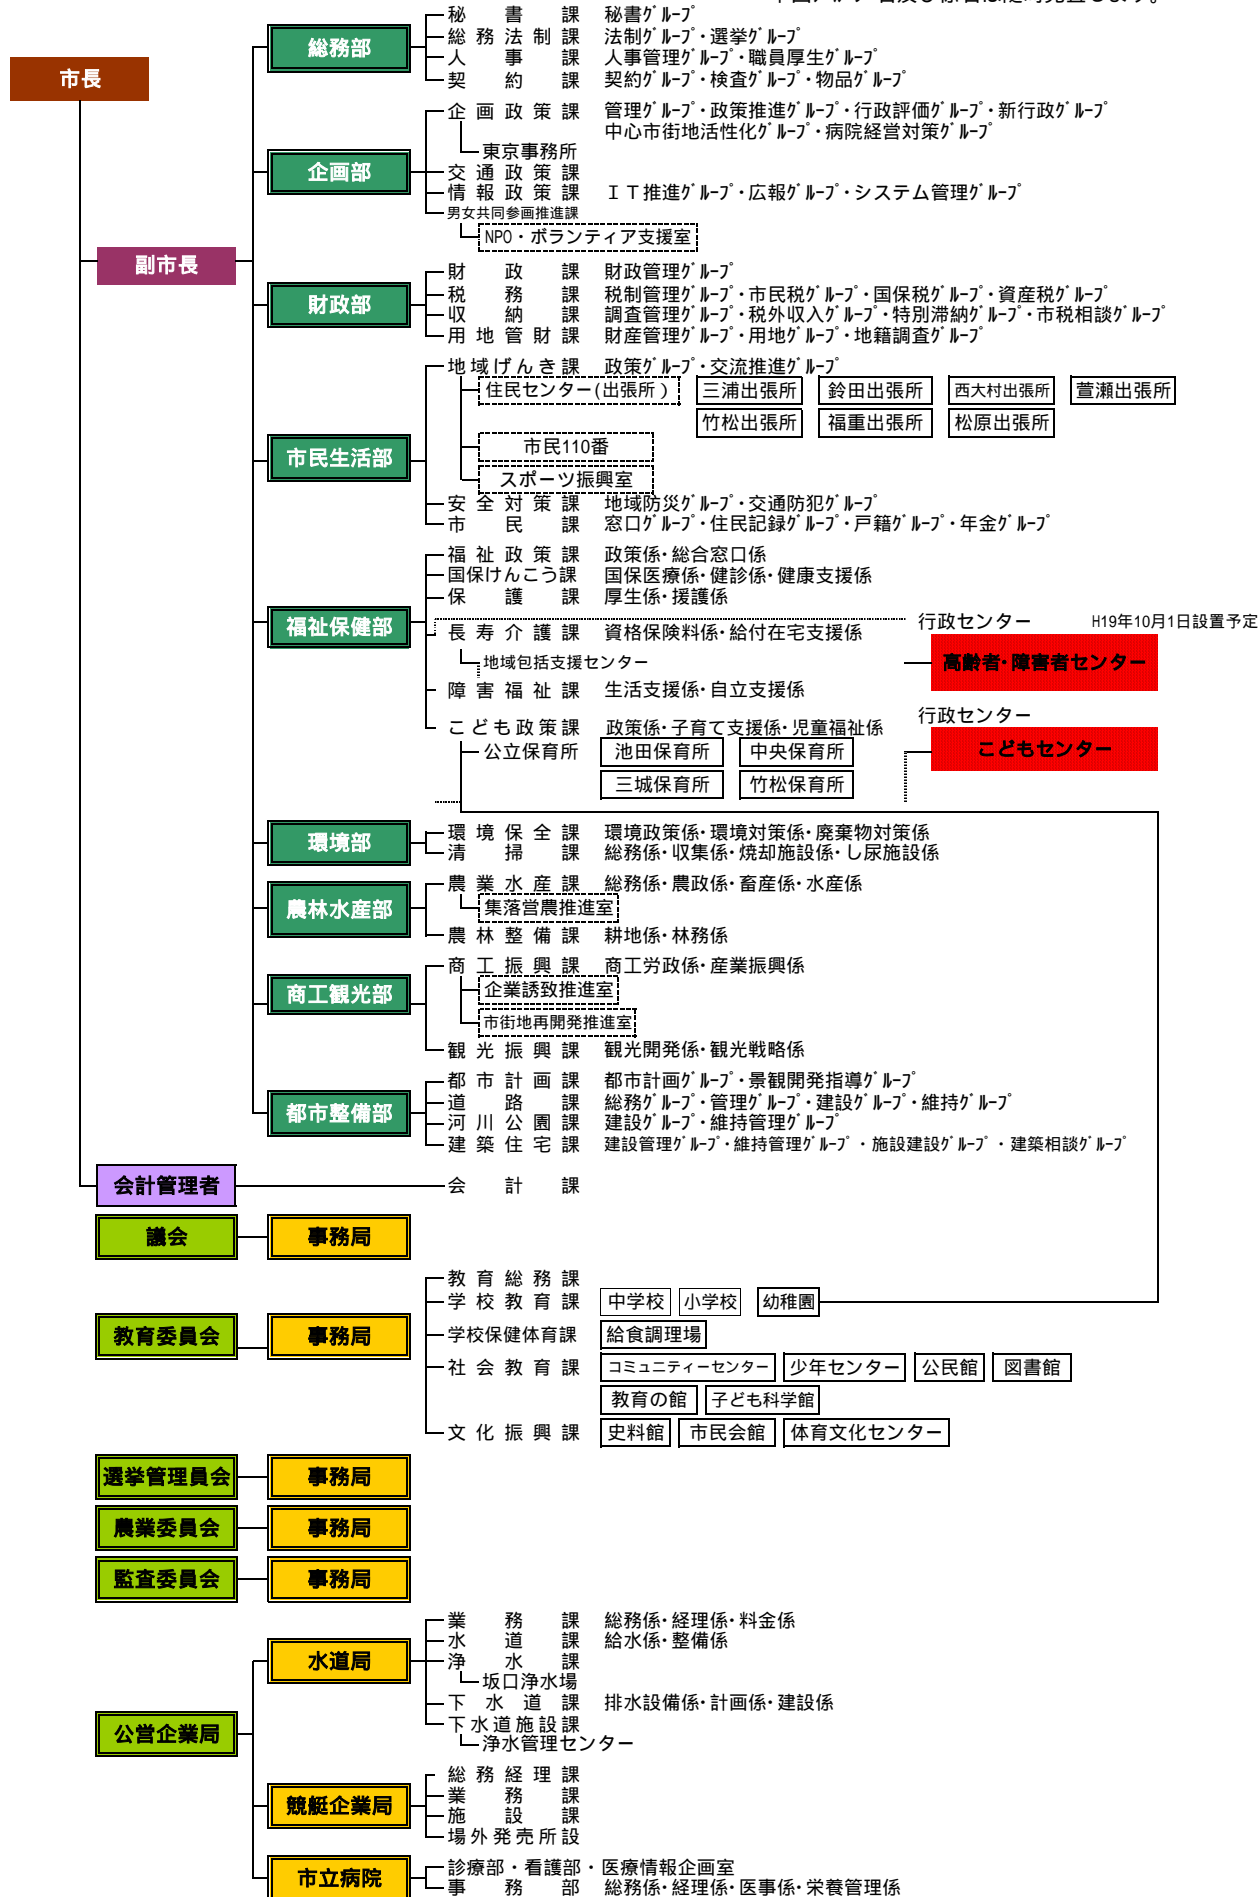 秘書課 秘書グループ
総務部 総務法制課 法制グループ・選挙グループ
人事課 人事管理グループ・職員厚生グループ
市長 契約課 契約グループ・検査グループ・物品グループ
企画政策課 管理グループ・政策推進グループ・行政評価グループ・新行政グループ
中心市街地活性化グループ・病院経営対策グループ
東京事務所
企画部 交通政策課
情報政策課 IT推進グループ・広報グループ・システム管理グループ
男女共同参画推進課
NPO・ボランティア支援室
副市長
財政課 財政管理グループ
財政部 税務課 税制管理グループ・市民税グループ・国保税グループ・資産税グループ
収納課 調査管理グループ・税外収入グループ・特別滞納グループ・市税相談グループ
用地管財課 財産管理グループ・用地グループ・地籍調査グループ
地域げんき課 政策グループ・交流推進グループ
住民センター(出張所) 三浦出張所 鈴田出張所 西大村出張所 萱瀬出張所
竹松出張所 福重出張所 松原出張所
市民生活部 市民110番
スポーツ振興室
安全対策課 地域防災グループ・交通防犯グループ
市民課 窓口グループ・住民記録グループ・戸籍グループ・年金グループ
福祉政策課 政策係・総合窓口係
国保けんこう課 国保医療係・健診係・健康支援係
保護課 厚生係・援護係
行政センター H19年10月1日設置予定
福祉保健部 長寿介護課 資格保険料係・給付在宅支援係
地域包括支援センター 高齢者・障害者センター
障害福祉課 生活支援係・自立支援係
行政センター
こども政策課 政策係・子育て支援係・児童福祉係
公立保育所 池田保育所 中央保育所 こどもセンター
三城保育所 竹松保育所
環境部 環境保全課 環境政策係・環境対策係・廃棄物対策係
清掃課 総務係・収集係・焼却施設係・し尿施設係
農業水産課 総務係・農政係・畜産係・水産係
農林水産部 集落営農推進室
農林整備課 耕地係・林務係
商工振興課 商工労政係・産業振興係
商工観光部 企業誘致推進室
市街地再開発推進室
観光振興課 観光開発係・観光戦略係
都市計画課 都市計画グループ・景観開発指導グループ
都市整備部 道路課 総務グループ・管理グループ・建設グループ・維持グループ
河川公園課 建設グループ・維持管理グループ
建築住宅課 建設管理グループ・維持管理グループ・施設建設グループ・建築相談グループ
会計管理者 会計課
議会 事務局
教育総務課
学校教育課 中学校 小学校 幼稚園
教育委員会 事務局 学校保健体育課 給食調理場
社会教育課 コミュニティーセンター 少年センター 公民館 図書館
教育の館 子ども科学館
文化振興課 史料館 市民会館 体育文化センター
選挙管理員会 事務局
農業委員会 事務局
監査委員会 事務局
業務課 総務係・経理係・料金係
水道課 給水係・整備係
水道局 浄水課
坂口浄水場
下水道課 排水設備係・計画係・建設係
下水道施設課
公営企業局 浄水管理センター
総務経理課
競艇企業局 業務課
施設課
場外発売所設
市立病院 診療部・看護部・医療情報企画室
事務部 総務係・経理係・医事係・栄養管理係